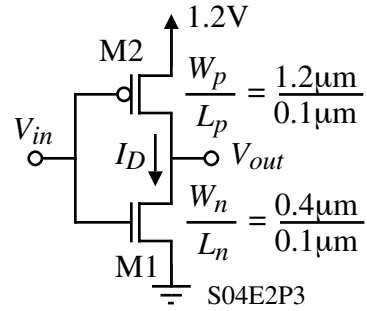 1.2V
M2
W_p/L_p = 1.2μm/0.1μm
V_in
I_D
V_out
W_n/L_n = 0.4μm/0.1μm
M1
S04E2P3